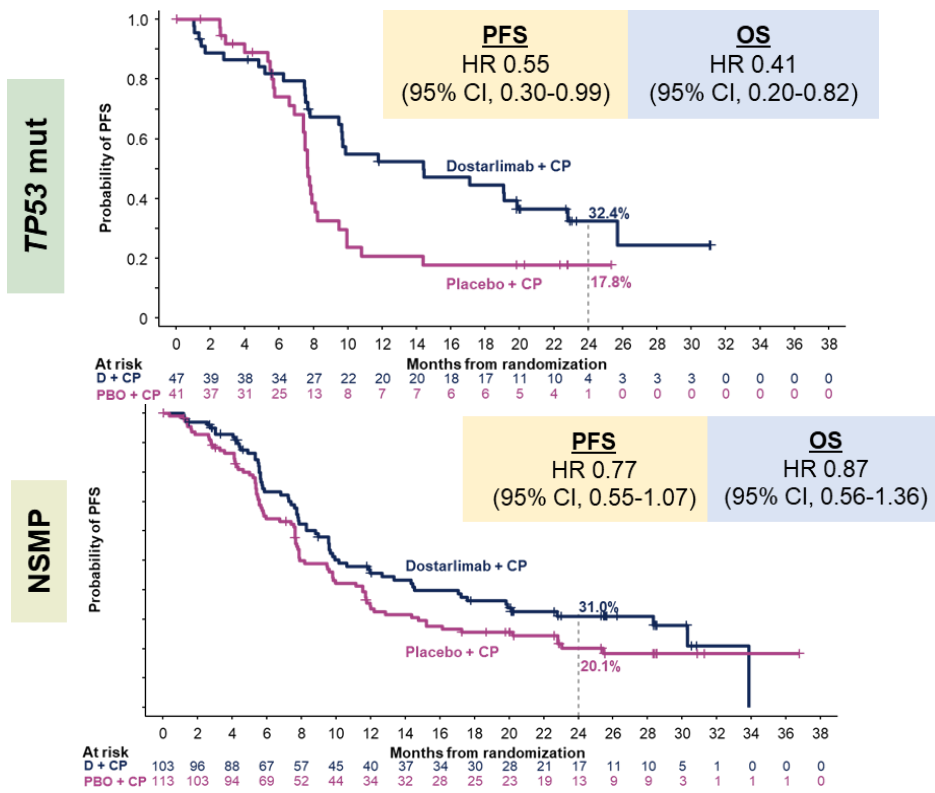 TP53 mut
PFS
HR 0.55
(95% CI, 0.30-0.99)
OS
HR 0.41
(95% CI, 0.20-0.82)
Probability of PFS
1.0
0.8
0.6
0.4
0.2
0
Dostarlimab + CP
32.4%
Placebo + CP
17.8%
0 2 4 6 8 10 12 14 16 18 20 22 24 26 28 30 32 34 36 38
At risk
Months from randomization
D + CP 47 39 38 34 27 22 20 20 18 17 11 10 4 3 3 3 0 0 0 0
PBO + CP 41 37 31 25 13 8 7 7 6 6 5 4 1 0 0 0 0 0 0 0
NSMP
PFS
HR 0.77
(95% CI, 0.55-1.07)
OS
HR 0.87
(95% CI, 0.56-1.36)
Probability of PFS
Dostarlimab + CP
31.0%
Placebo + CP
20.1%
0 2 4 6 8 10 12 14 16 18 20 22 24 26 28 30 32 34 36 38
At risk
Months from randomization
D + CP 103 96 88 67 57 45 40 37 34 30 28 21 17 11 10 5 1 0 0 0
PBO + CP 113 103 94 69 52 44 34 32 28 25 23 19 13 9 9 3 1 1 1 0